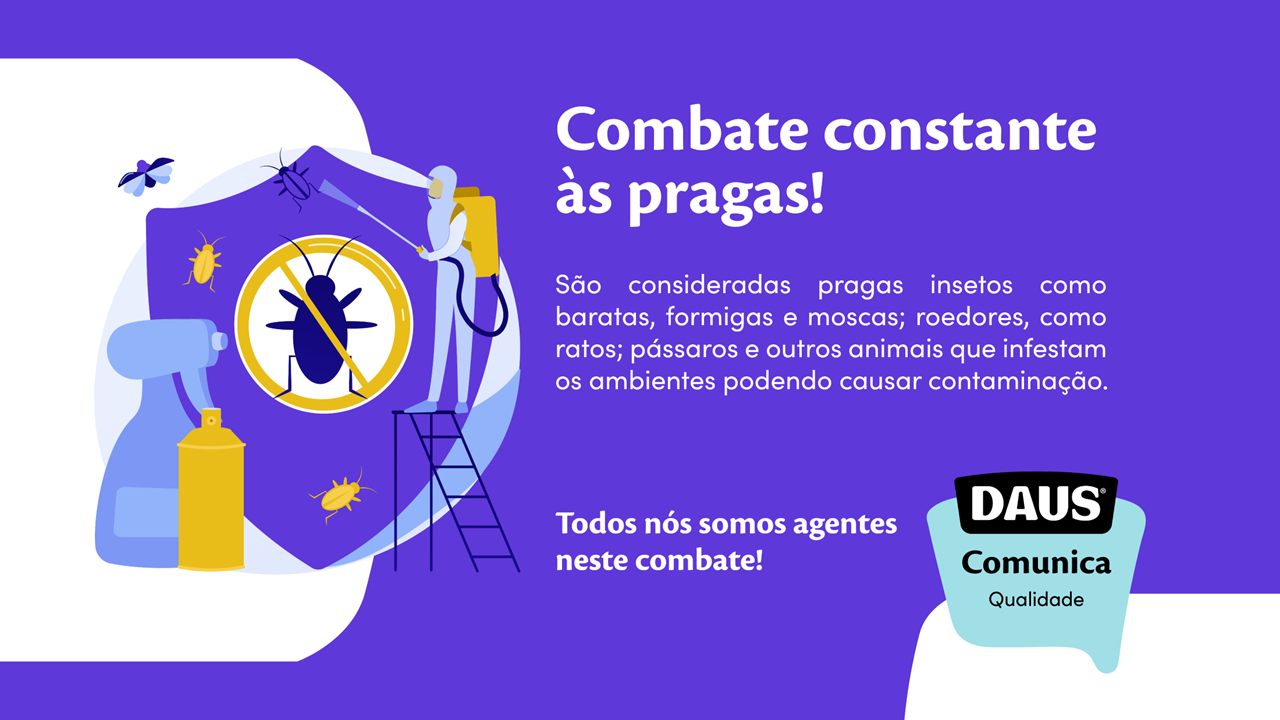 Combate constante
às pragas!
São consideradas pragas insetos como
baratas, formigas e moscas; roedores, como
ratos; pássaros e outros animais que infestam
os ambientes podendo causar contaminação.
Todos nós somos agentes
neste combate!
DAUS®
Comunica
Qualidade